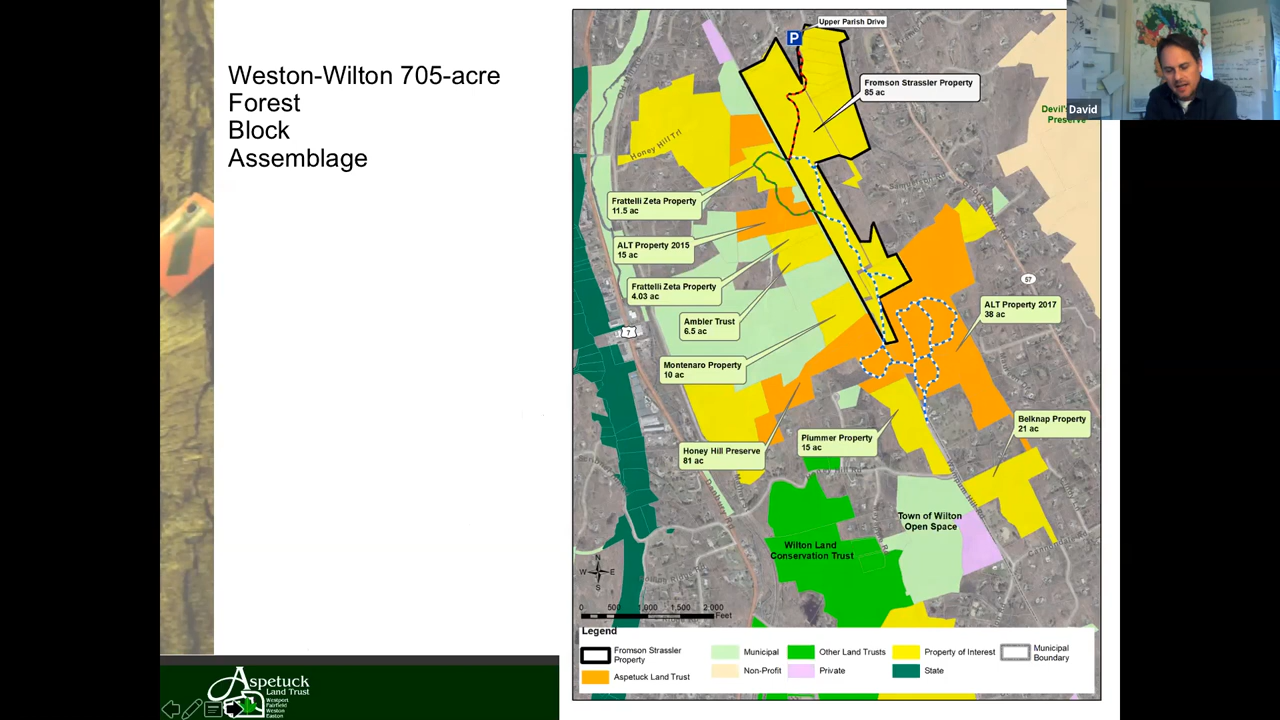 Weston-Wilton 705-acre
Forest
Block
Assemblage
Upper Parish Drive
P
Fromson Strassler Property
85 ac
David
Devil's
Preserve
Honey Hill Trl
Frattelli Zeta Property
11.5 ac
ALT Property 2015
15 ac
Frattelli Zeta Property
4.03 ac
Ambler Trust
6.5 ac
57
7
ALT Property 2017
38 ac
Montenaro Property
10 ac
Belknap Property
21 ac
Plummer Property
15 ac
Honey Hill Preserve
81 ac
Town of Wilton
Open Space
Wilton Land
Conservation Trust
N
W E
S
0 500 1,000 1,500 2,000
Feet
Legend
Fromson Strassler
Property
Aspetuck Land Trust
Municipal
Non-Profit
Other Land Trusts
Private
Property of Interest
State
Municipal
Boundary
Aspetuck
Land Trust
Westport
Fairfield
Weston
Easton